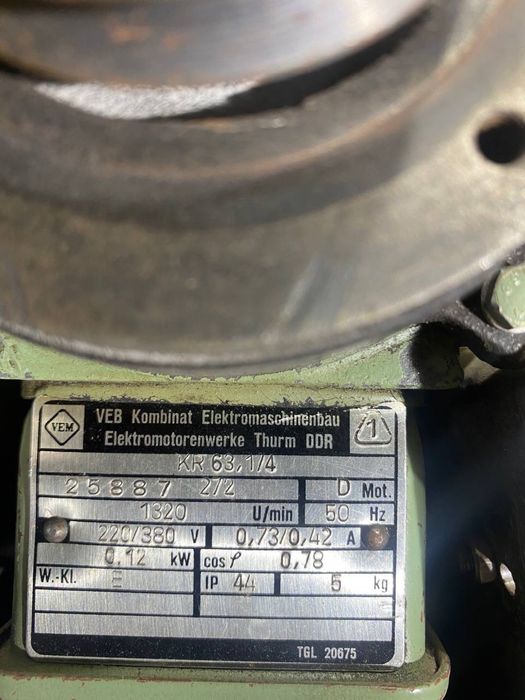 VEM VEB Kombinat Elektromaschinenbau 1
Elektromotorenwerke Thurm DDR
KR 63.1/4
25887 2/2 D Mot.
1320 U/min 50 Hz
220/380 V 0,73/0,42 A
0,12 kW cos φ 0,78
W.-Kl. E IP 44 5 kg
TGL 20675